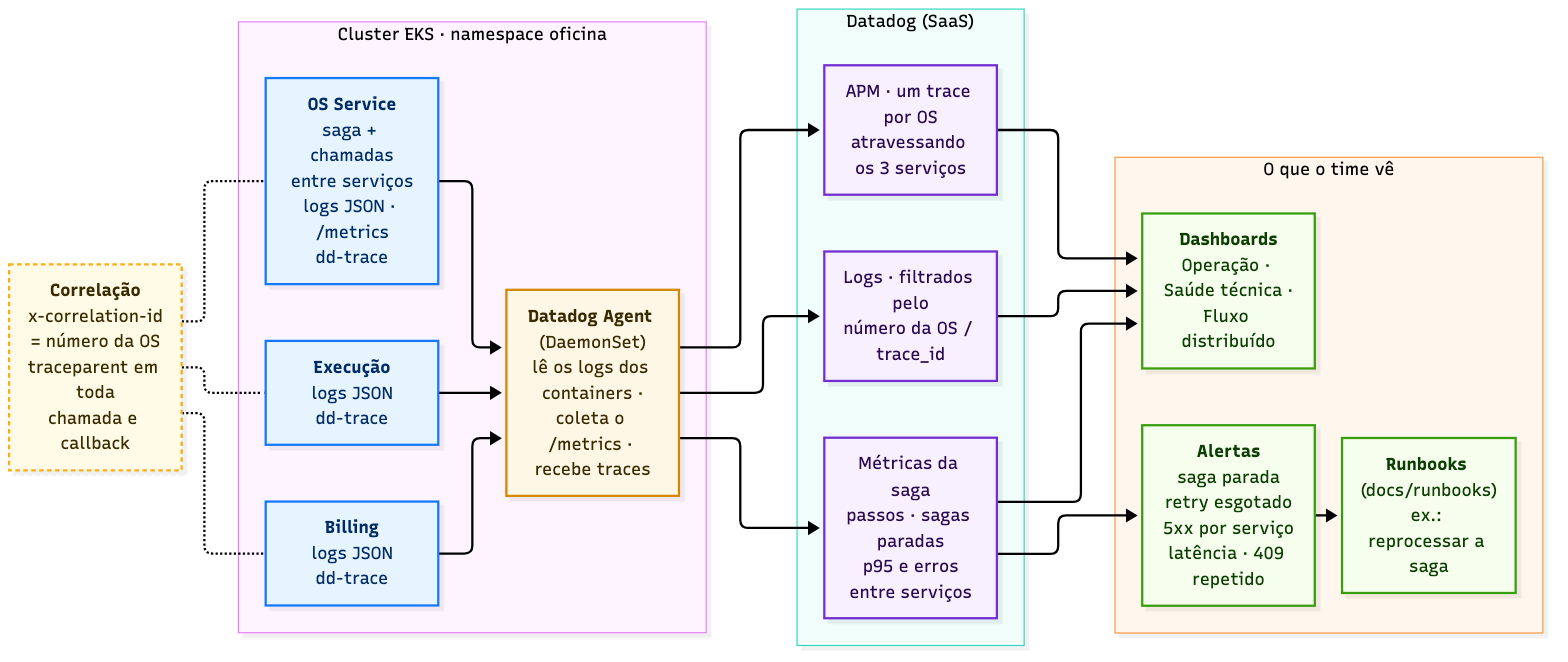 Correlação
x-correlation-id
= número da OS
traceparent em
toda
chamada e
callback
Cluster EKS · namespace oficina
OS Service
saga +
chamadas
entre serviços
logs JSON ·
/metrics
dd-trace
Execução
logs JSON
dd-trace
Billing
logs JSON
dd-trace
Datadog Agent
(DaemonSet)
lê os logs dos
containers ·
coleta o
/metrics ·
recebe traces
Datadog (SaaS)
APM · um trace
por OS
atravessando
os 3 serviços
Logs · filtrados
pelo
número da OS /
trace_id
Métricas da
saga
passos · sagas
paradas
p95 e erros
entre serviços
O que o time vê
Dashboards
Operação ·
Saúde técnica ·
Fluxo
distribuído
Alertas
saga parada
retry esgotado
5xx por serviço
latência · 409
repetido
Runbooks
(docs/runbooks)
ex.:
reprocessar a
saga